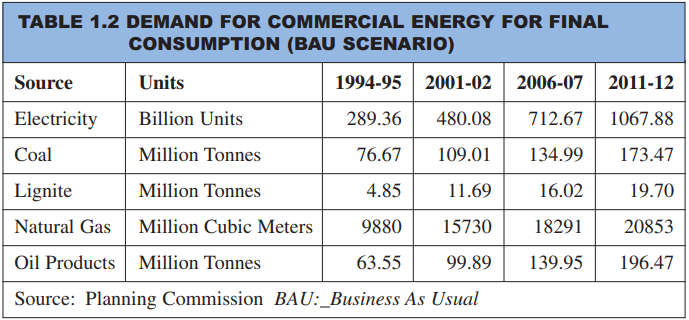 TABLE 1.2 DEMAND FOR COMMERCIAL ENERGY FOR FINAL
CONSUMPTION (BAU SCENARIO)
Source Units 1994-95 2001-02 2006-07 2011-12
Electricity Billion Units 289.36 480.08 712.67 1067.88
Coal Million Tonnes 76.67 109.01 134.99 173.47
Lignite Million Tonnes 4.85 11.69 16.02 19.70
Natural Gas Million Cubic Meters 9880 15730 18291 20853
Oil Products Million Tonnes 63.55 99.89 139.95 196.47
Source: Planning Commission BAU:_Business As Usual